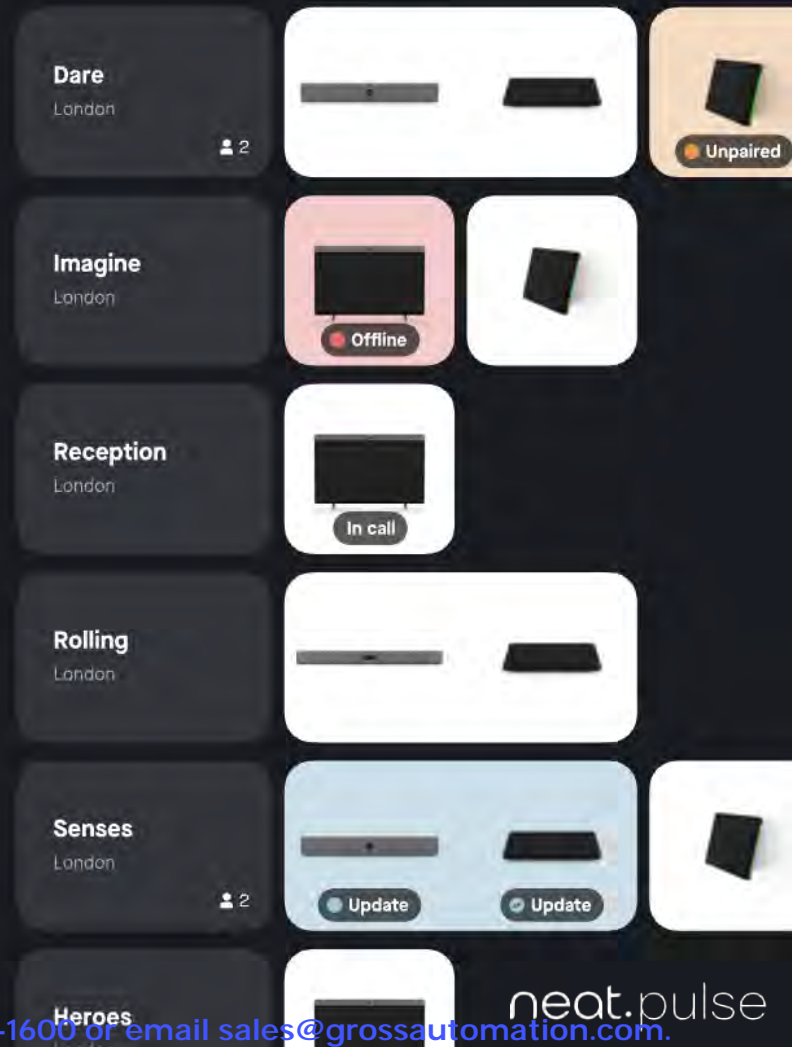 Dare
London
2
Unpaired
Imagine
London
Offline
Reception
London
In call
Rolling
London
Senses
London
2
Update
Update
Heroes
neat.pulse
-1600 or email sales@grossautomation.com.